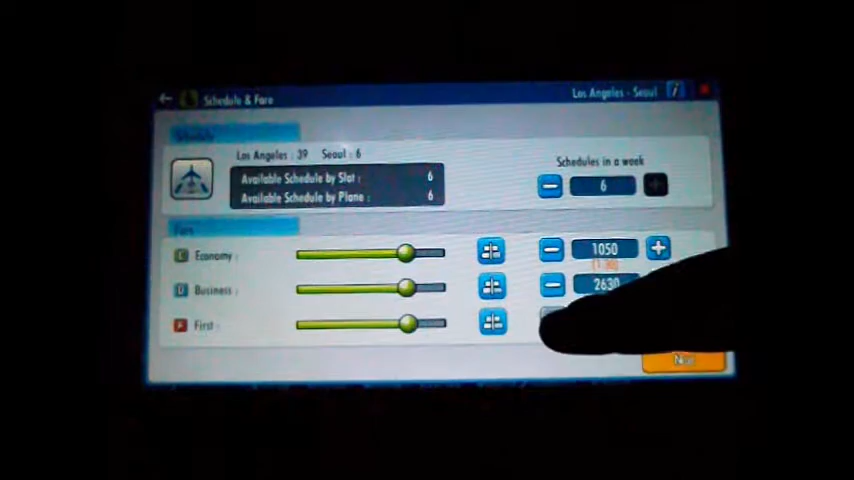 Schedule & Fare
Los Angeles - Seoul
Schedule
Los Angeles : 39 Seoul : 6
Schedules in a week
Available Schedule by Slot : 6
Available Schedule by Plane : 6
6
Fare
Economy :
1050
Business :
2630
First :
Next